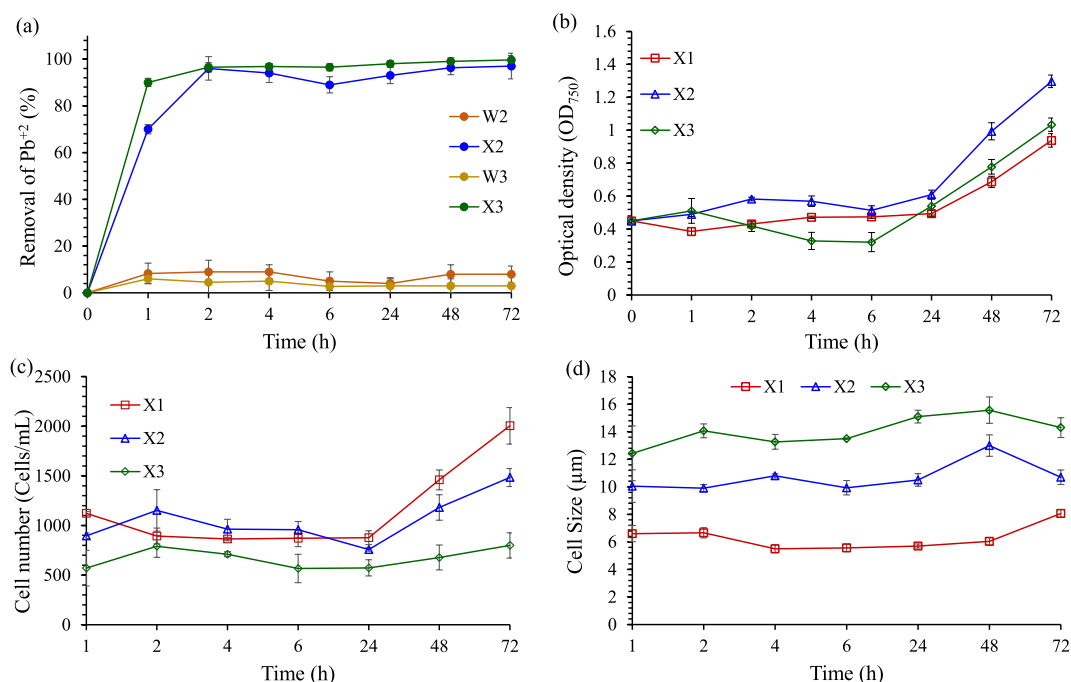 (a)
Removal of Pb+2 (%)
100
80
60
40
20
0
W2
X2
W3
X3
0 1 2 4 6 24 48 72
Time (h)
(b)
Optical density (OD750)
1.6
1.4
1.2
1
0.8
0.6
0.4
0.2
0
X1
X2
X3
0 1 2 4 6 24 48 72
Time (h)
(c)
Cell number (Cells/mL)
2500
2000
1500
1000
500
0
X1
X2
X3
1 2 4 6 24 48 72
Time (h)
(d)
Cell Size (µm)
18
16
14
12
10
8
6
4
2
0
X1 X2 X3
1 2 4 6 24 48 72
Time (h)